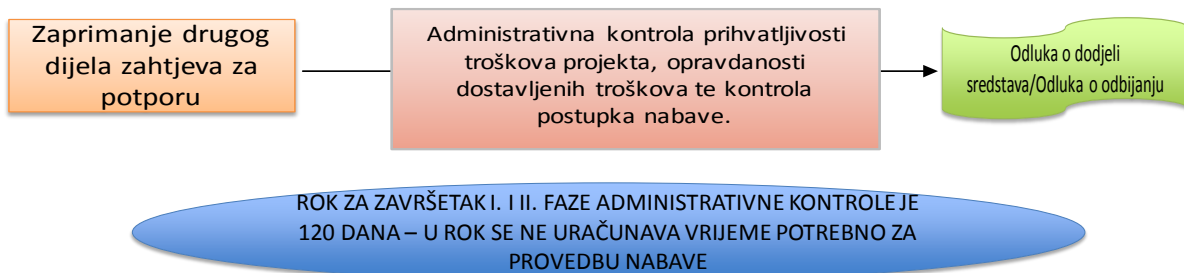 Zaprimanje drugog
dijela zahtjeva za
potporu
Administrativna kontrola prihvatljivosti
troškova projekta, opravdanosti
dostavljenih troškova te kontrola
postupka nabave.
Odluka o dodjeli
sredstava/Odluka o odbijanju
ROK ZA ZAVRŠETAK I. I II. FAZE ADMINISTRATIVNE KONTROLE JE
120 DANA – U ROK SE NE URAČUNAVA VRIJEME POTREBNO ZA
PROVEDBU NABAVE